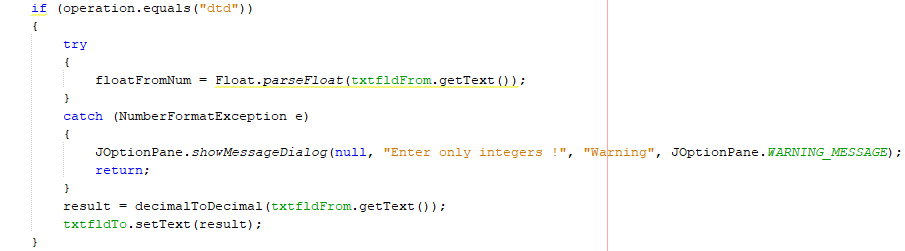 if (operation.equals("dtd"))
{
try
{
floatFromNum = Float.parseFloat(txtfldFrom.getText());
}
catch (NumberFormatException e)
{
JOptionPane.showMessageDialog(null, "Enter only integers !", "Warning", JOptionPane.WARNING_MESSAGE);
return;
}
result = decimalToDecimal(txtfldFrom.getText());
txtfldTo.setText(result);
}